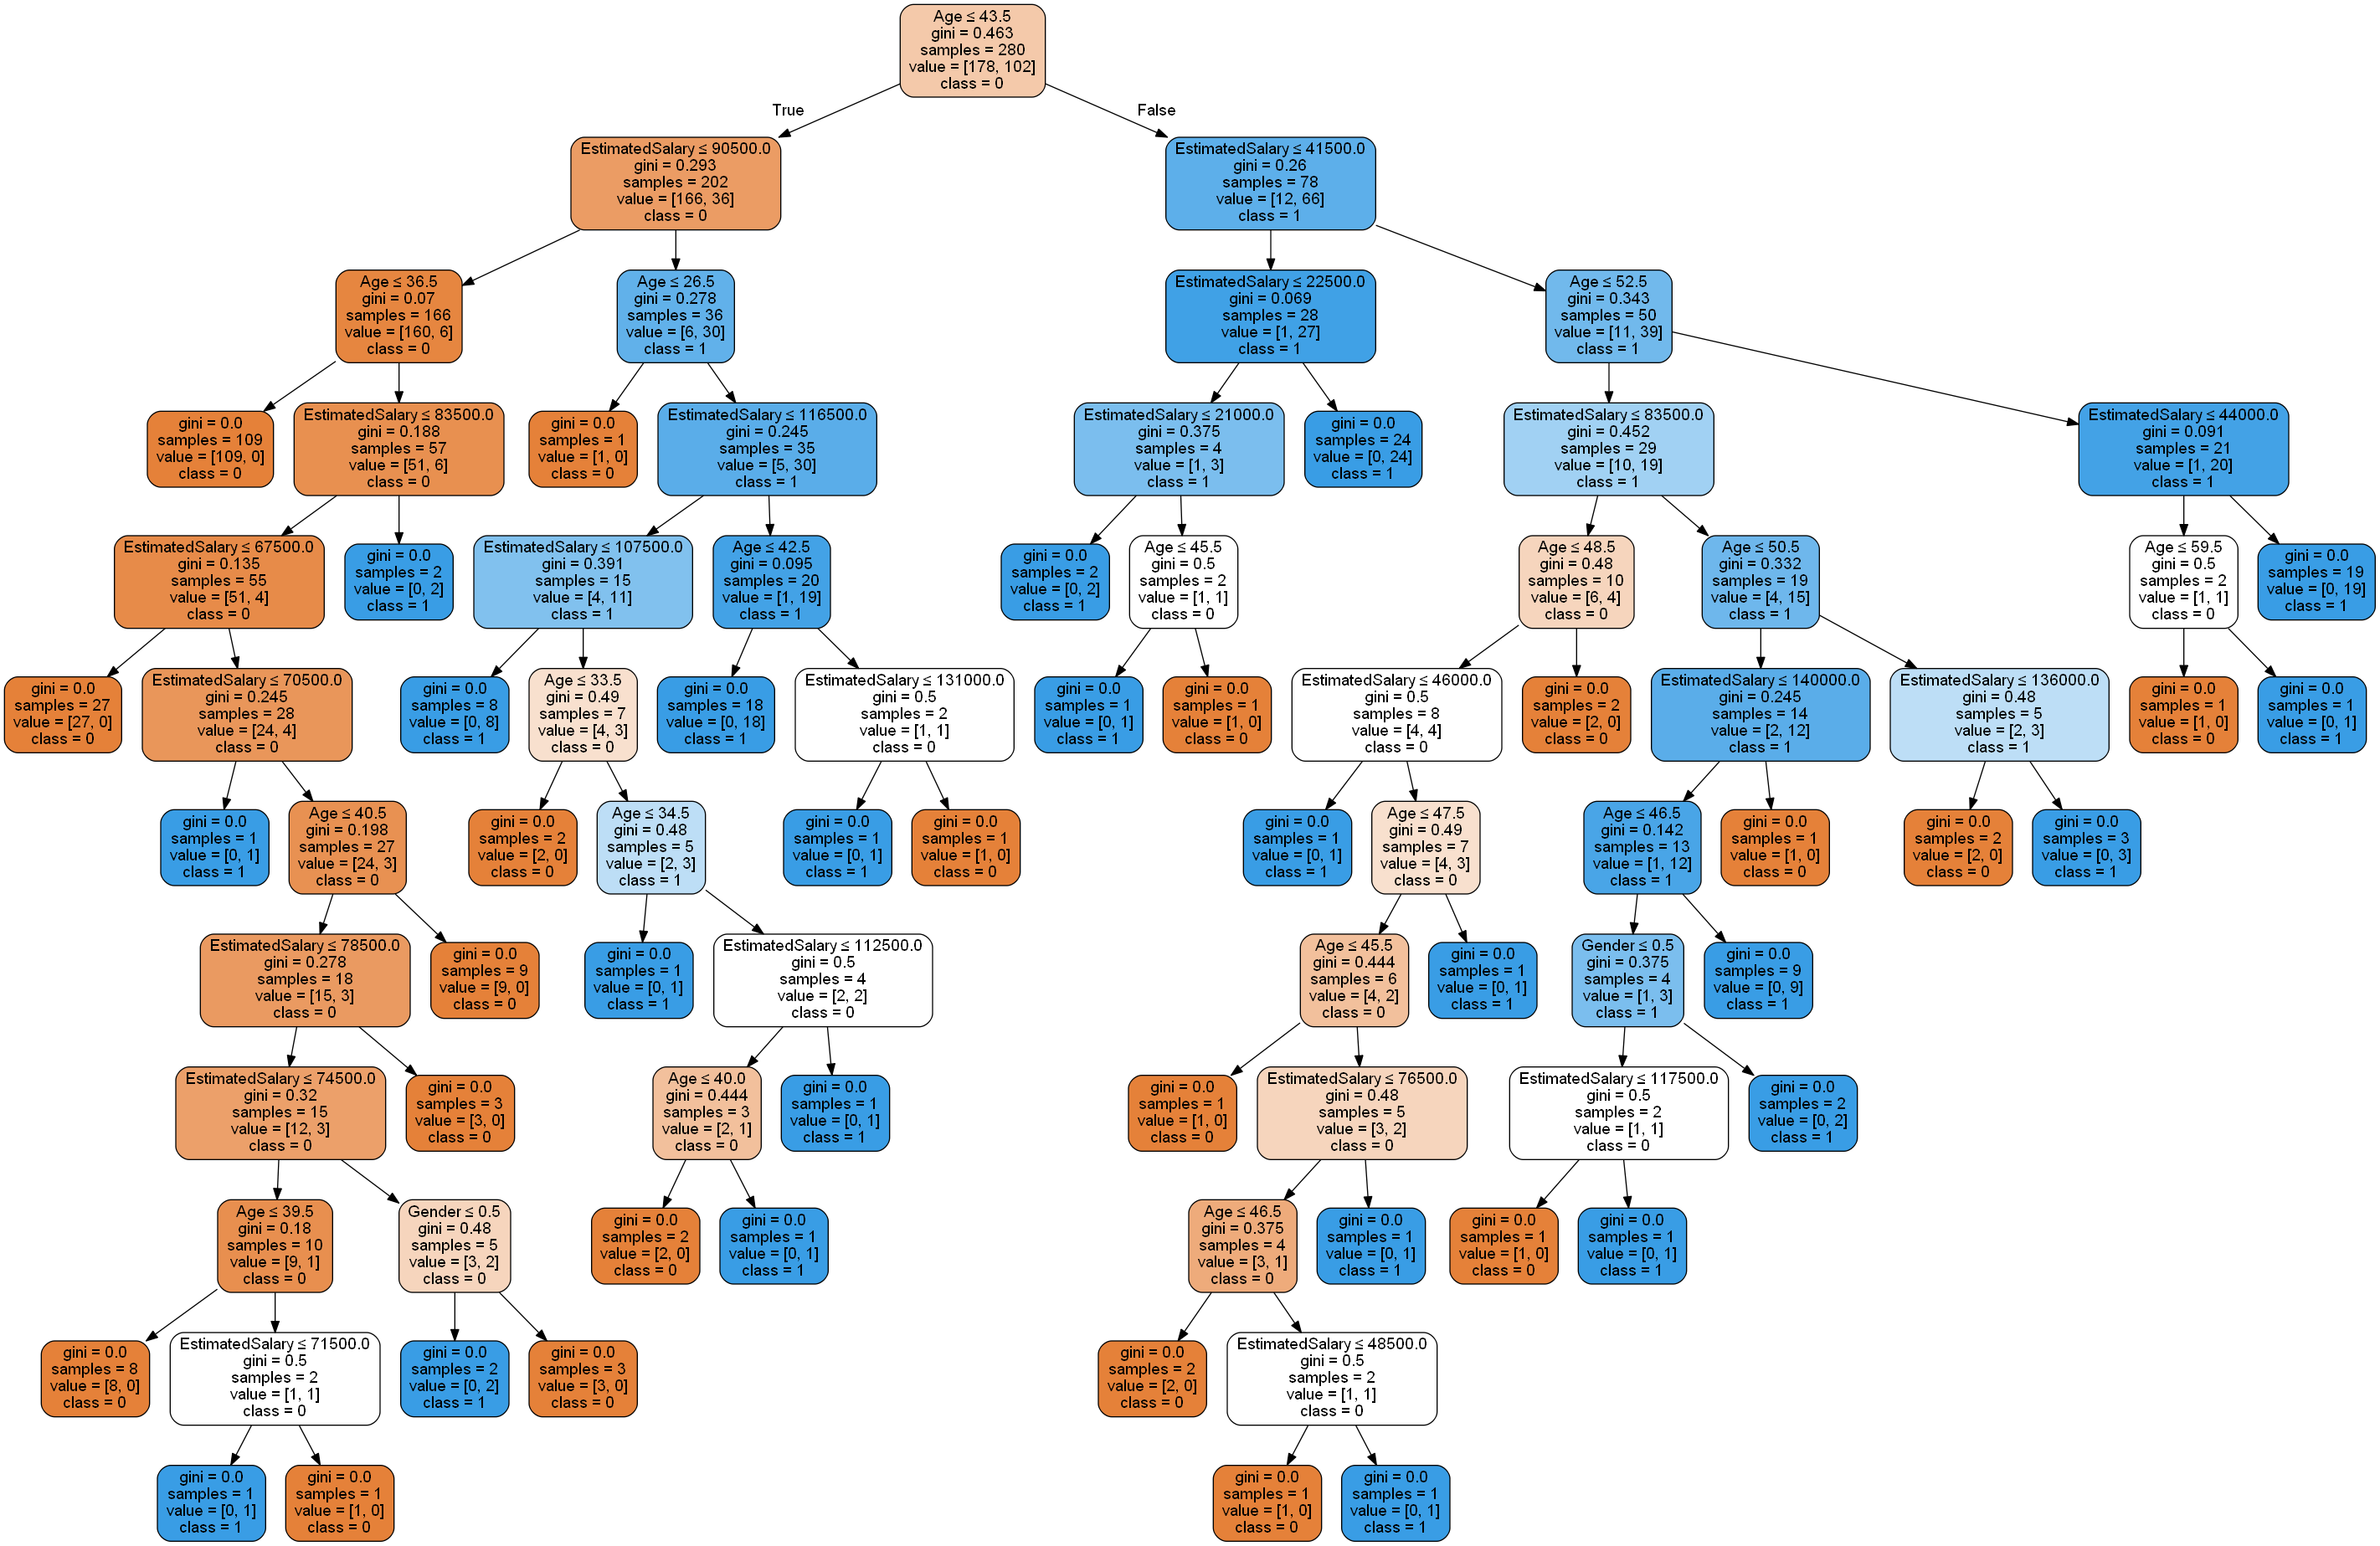 Age ≤ 43.5
gini = 0.463
samples = 280
value = [178, 102]
class = 0
True
False
EstimatedSalary ≤ 90500.0
gini = 0.293
samples = 202
value = [166, 36]
class = 0
EstimatedSalary ≤ 41500.0
gini = 0.26
samples = 78
value = [12, 66]
class = 1
Age ≤ 36.5
gini = 0.07
samples = 166
value = [160, 6]
class = 0
Age ≤ 26.5
gini = 0.278
samples = 36
value = [6, 30]
class = 1
EstimatedSalary ≤ 22500.0
gini = 0.069
samples = 28
value = [1, 27]
class = 1
Age ≤ 52.5
gini = 0.343
samples = 50
value = [11, 39]
class = 1
gini = 0.0
samples = 109
value = [109, 0]
class = 0
EstimatedSalary ≤ 83500.0
gini = 0.188
samples = 57
value = [51, 6]
class = 0
gini = 0.0
samples = 1
value = [1, 0]
class = 0
EstimatedSalary ≤ 116500.0
gini = 0.245
samples = 35
value = [5, 30]
class = 1
EstimatedSalary ≤ 21000.0
gini = 0.375
samples = 4
value = [1, 3]
class = 1
gini = 0.0
samples = 24
value = [0, 24]
class = 1
EstimatedSalary ≤ 83500.0
gini = 0.452
samples = 29
value = [10, 19]
class = 1
EstimatedSalary ≤ 44000.0
gini = 0.091
samples = 21
value = [1, 20]
class = 1
EstimatedSalary ≤ 67500.0
gini = 0.135
samples = 55
value = [51, 4]
class = 0
gini = 0.0
samples = 2
value = [0, 2]
class = 1
EstimatedSalary ≤ 107500.0
gini = 0.391
samples = 15
value = [4, 11]
class = 1
Age ≤ 42.5
gini = 0.095
samples = 20
value = [1, 19]
class = 1
gini = 0.0
samples = 2
value = [0, 2]
class = 1
Age ≤ 45.5
gini = 0.5
samples = 2
value = [1, 1]
class = 0
Age ≤ 48.5
gini = 0.48
samples = 10
value = [6, 4]
class = 0
Age ≤ 50.5
gini = 0.332
samples = 19
value = [4, 15]
class = 1
Age ≤ 59.5
gini = 0.5
samples = 2
value = [1, 1]
class = 0
gini = 0.0
samples = 19
value = [0, 19]
class = 1
gini = 0.0
samples = 27
value = [27, 0]
class = 0
EstimatedSalary ≤ 70500.0
gini = 0.245
samples = 28
value = [24, 4]
class = 0
gini = 0.0
samples = 8
value = [0, 8]
class = 1
Age ≤ 33.5
gini = 0.49
samples = 7
value = [4, 3]
class = 0
gini = 0.0
samples = 18
value = [0, 18]
class = 1
EstimatedSalary ≤ 131000.0
gini = 0.5
samples = 2
value = [1, 1]
class = 0
gini = 0.0
samples = 1
value = [0, 1]
class = 1
gini = 0.0
samples = 1
value = [1, 0]
class = 0
EstimatedSalary ≤ 46000.0
gini = 0.5
samples = 8
value = [4, 4]
class = 0
gini = 0.0
samples = 2
value = [2, 0]
class = 0
EstimatedSalary ≤ 140000.0
gini = 0.245
samples = 14
value = [2, 12]
class = 1
EstimatedSalary ≤ 136000.0
gini = 0.48
samples = 5
value = [2, 3]
class = 1
gini = 0.0
samples = 1
value = [1, 0]
class = 0
gini = 0.0
samples = 1
value = [0, 1]
class = 1
gini = 0.0
samples = 1
value = [0, 1]
class = 1
Age ≤ 40.5
gini = 0.198
samples = 27
value = [24, 3]
class = 0
gini = 0.0
samples = 2
value = [2, 0]
class = 0
Age ≤ 34.5
gini = 0.48
samples = 5
value = [2, 3]
class = 1
gini = 0.0
samples = 1
value = [0, 1]
class = 1
gini = 0.0
samples = 1
value = [1, 0]
class = 0
gini = 0.0
samples = 1
value = [0, 1]
class = 1
Age ≤ 47.5
gini = 0.49
samples = 7
value = [4, 3]
class = 0
Age ≤ 46.5
gini = 0.142
samples = 13
value = [1, 12]
class = 1
gini = 0.0
samples = 1
value = [1, 0]
class = 0
gini = 0.0
samples = 2
value = [2, 0]
class = 0
gini = 0.0
samples = 3
value = [0, 3]
class = 1
EstimatedSalary ≤ 78500.0
gini = 0.278
samples = 18
value = [15, 3]
class = 0
gini = 0.0
samples = 9
value = [9, 0]
class = 0
gini = 0.0
samples = 1
value = [0, 1]
class = 1
EstimatedSalary ≤ 112500.0
gini = 0.5
samples = 4
value = [2, 2]
class = 0
Age ≤ 45.5
gini = 0.444
samples = 6
value = [4, 2]
class = 0
gini = 0.0
samples = 1
value = [0, 1]
class = 1
Gender ≤ 0.5
gini = 0.375
samples = 4
value = [1, 3]
class = 1
gini = 0.0
samples = 9
value = [0, 9]
class = 1
EstimatedSalary ≤ 74500.0
gini = 0.32
samples = 15
value = [12, 3]
class = 0
gini = 0.0
samples = 3
value = [3, 0]
class = 0
Age ≤ 40.0
gini = 0.444
samples = 3
value = [2, 1]
class = 0
gini = 0.0
samples = 1
value = [0, 1]
class = 1
gini = 0.0
samples = 1
value = [1, 0]
class = 0
EstimatedSalary ≤ 76500.0
gini = 0.48
samples = 5
value = [3, 2]
class = 0
EstimatedSalary ≤ 117500.0
gini = 0.5
samples = 2
value = [1, 1]
class = 0
gini = 0.0
samples = 2
value = [0, 2]
class = 1
Age ≤ 39.5
gini = 0.18
samples = 10
value = [9, 1]
class = 0
Gender ≤ 0.5
gini = 0.48
samples = 5
value = [3, 2]
class = 0
gini = 0.0
samples = 2
value = [2, 0]
class = 0
gini = 0.0
samples = 1
value = [0, 1]
class = 1
Age ≤ 46.5
gini = 0.375
samples = 4
value = [3, 1]
class = 0
gini = 0.0
samples = 1
value = [0, 1]
class = 1
gini = 0.0
samples = 1
value = [1, 0]
class = 0
gini = 0.0
samples = 1
value = [0, 1]
class = 1
gini = 0.0
samples = 8
value = [8, 0]
class = 0
EstimatedSalary ≤ 71500.0
gini = 0.5
samples = 2
value = [1, 1]
class = 0
gini = 0.0
samples = 2
value = [0, 2]
class = 1
gini = 0.0
samples = 3
value = [3, 0]
class = 0
gini = 0.0
samples = 2
value = [2, 0]
class = 0
EstimatedSalary ≤ 48500.0
gini = 0.5
samples = 2
value = [1, 1]
class = 0
gini = 0.0
samples = 1
value = [0, 1]
class = 1
gini = 0.0
samples = 1
value = [1, 0]
class = 0
gini = 0.0
samples = 1
value = [1, 0]
class = 0
gini = 0.0
samples = 1
value = [0, 1]
class = 1